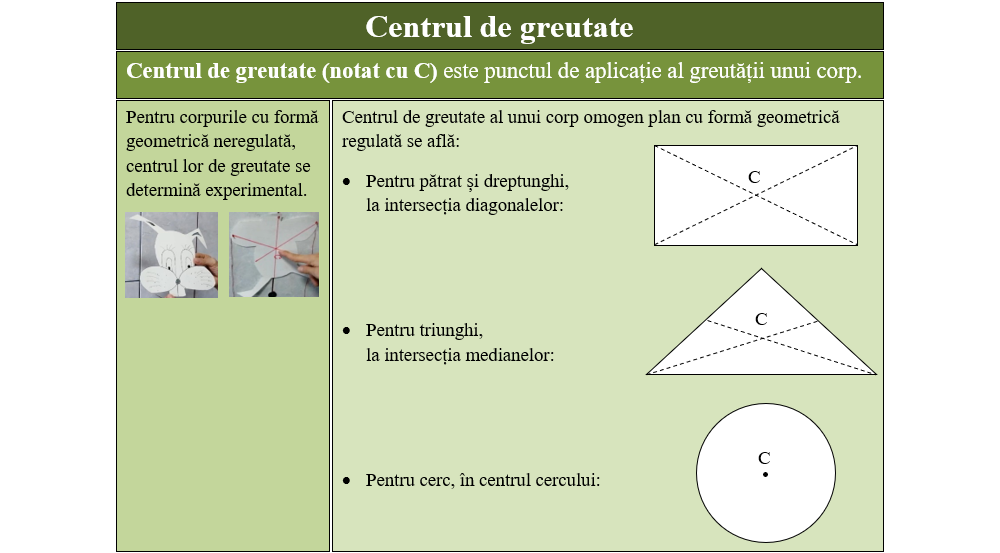 Centrul de greutate
Centrul de greutate (notat cu C) este punctul de aplicație al greutății unui corp.
Pentru corpurile cu formă
geometrică neregulată,
centrul lor de greutate se
determină experimental.
Centrul de greutate al unui corp omogen plan cu formă geometrică
regulată se află:
• Pentru pătrat și dreptunghi,
la intersecția diagonalelor:
C
• Pentru triunghi,
la intersecția medianelor:
C
• Pentru cerc, în centrul cercului:
C